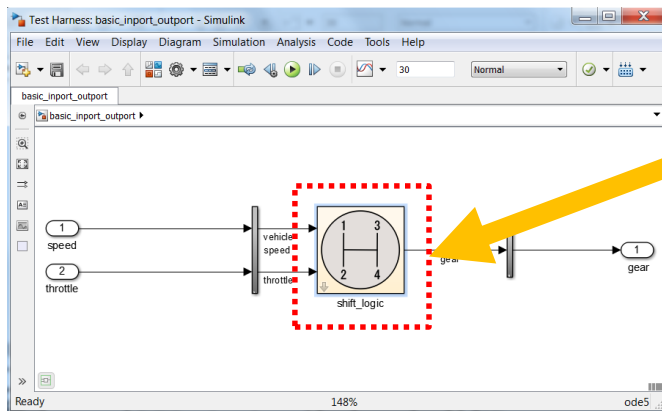 Test Harness: basic_inport_outport - Simulink
File Edit View Display Diagram Simulation Analysis Code Tools Help
30 Normal
basic_inport_outport
basic_inport_outport
1
speed
2
throttle
vehicle
speed
throttle
1 3
2 4
shift_logic
gear
1
gear
Ready 148% ode5